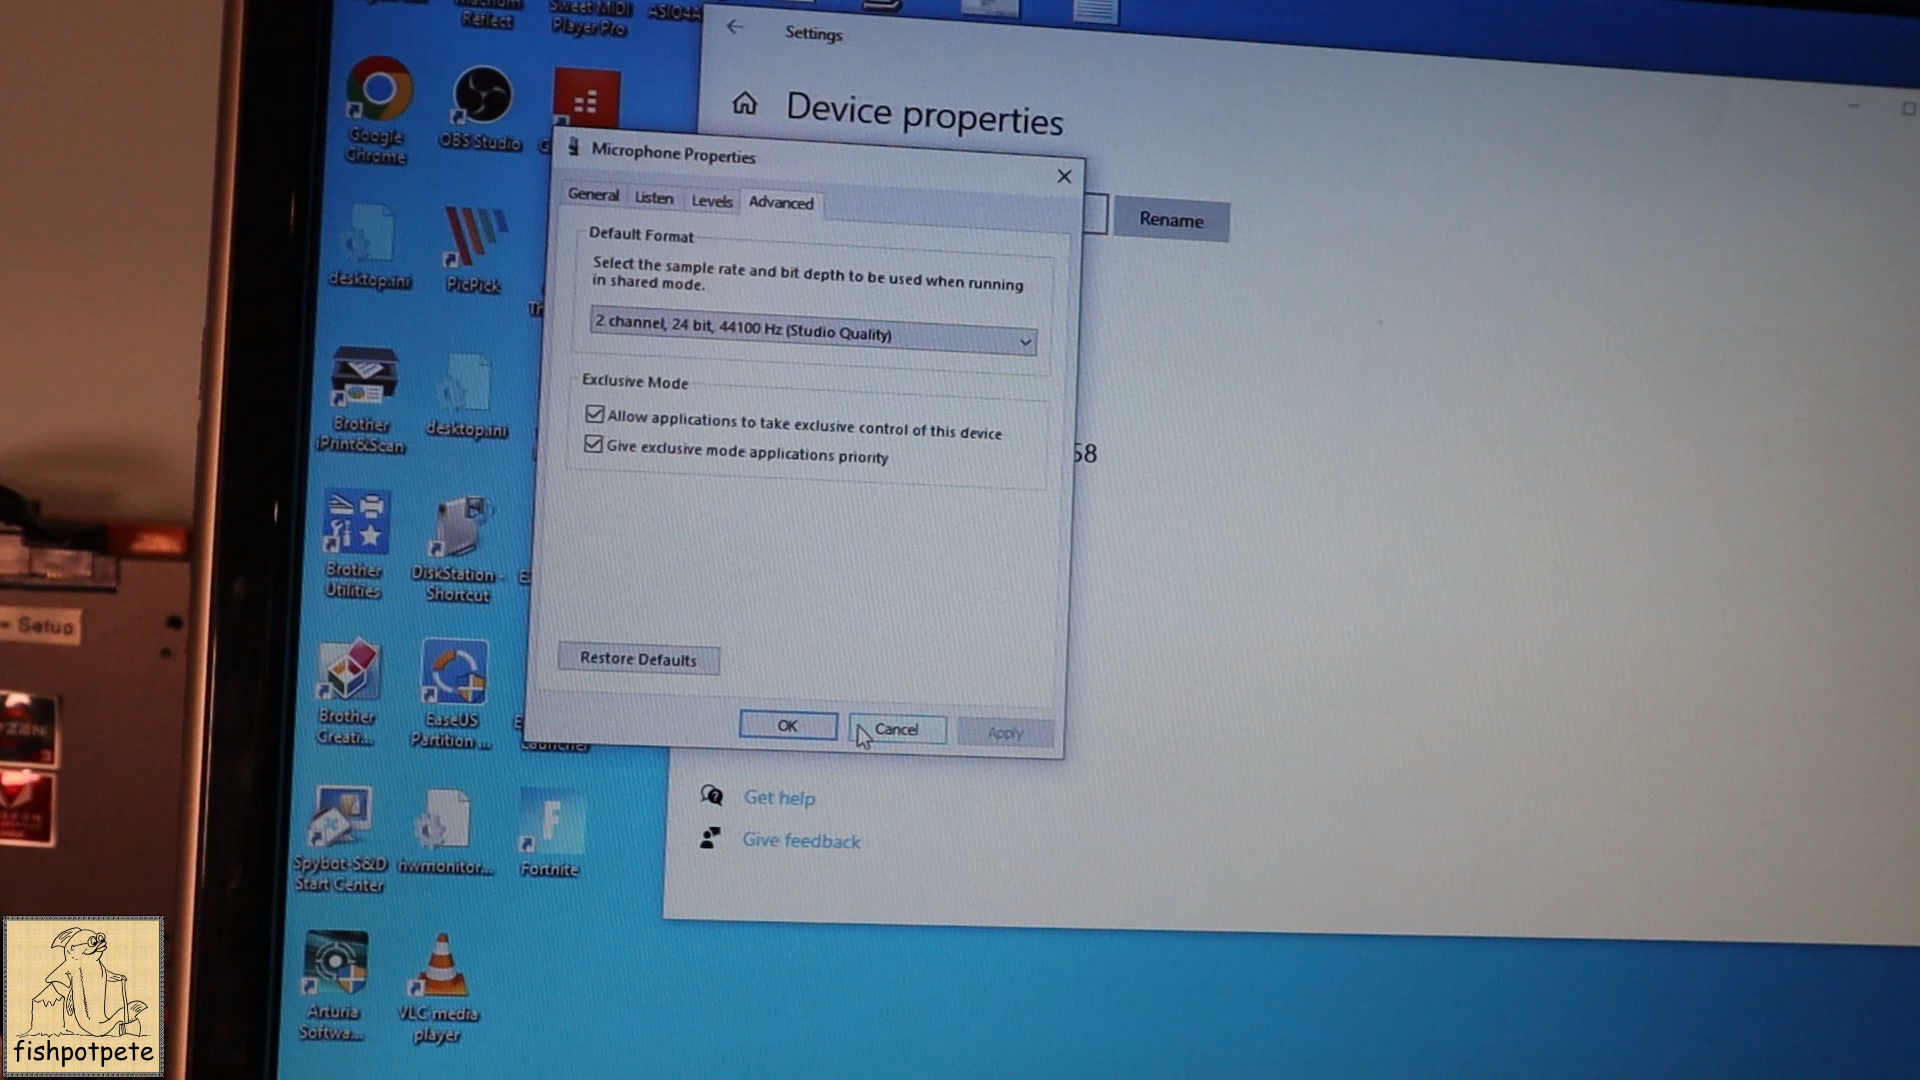 Reflect
Sweet MIDI
Player Pro
Settings
Device properties
Google
Chrome
OBS Studio
Microphone Properties
General
Listen
Levels
Advanced
Rename
Default Format
Select the sample rate and bit depth to be used when running
in shared mode.
2 channel, 24 bit, 44100 Hz (Studio Quality)
desktop.ini
PicPick
Exclusive Mode
Allow applications to take exclusive control of this device
Give exclusive mode applications priority
58
Brother
iPrint&Scan
desktop.ini
Brother
Utilities
DiskStation -
Shortcut
= Setup
Restore Defaults
Brother
Creati...
EaseUS
Partition ...
Launcher
OK
Cancel
Apply
Get help
Give feedback
Spybot-S&D
Start Center
hwmonitor...
Fortnite
Arturia
Softwa...
VLC media
player
fishpotpete